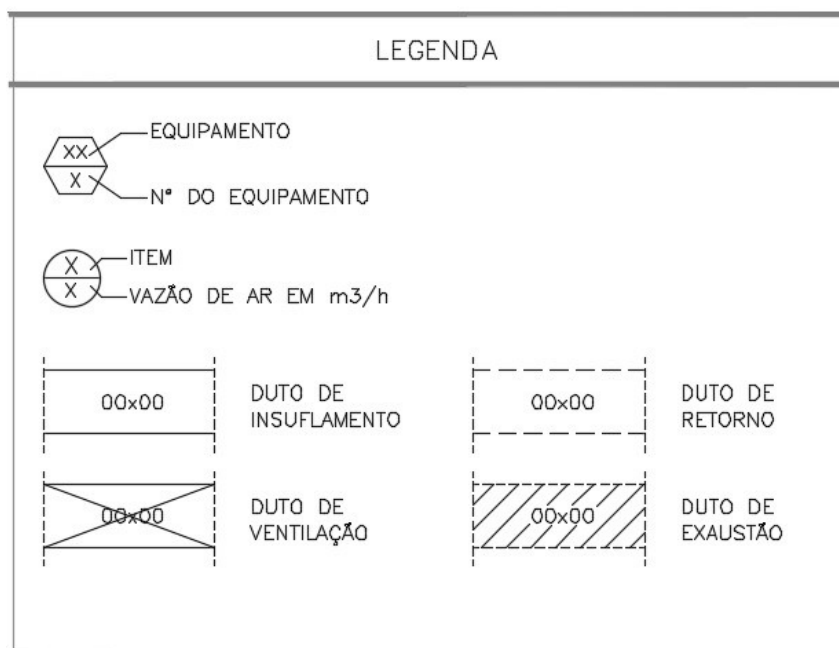 LEGENDA
XX
EQUIPAMENTO
X
Nº DO EQUIPAMENTO
X
ITEM
X
VAZÃO DE AR EM m3/h
00x00
DUTO DE
INSUFLAMENTO
00x00
DUTO DE
RETORNO
00x00
DUTO DE
VENTILAÇÃO
00x00
DUTO DE
EXAUSTÃO